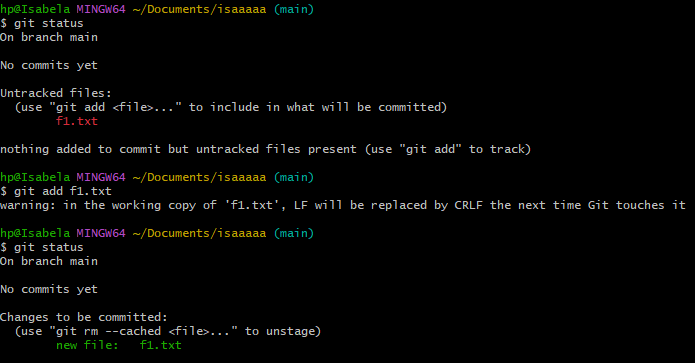 hp@Isabela MINGW64 ~/Documents/isaaaaa (main)
$ git status
On branch main
No commits yet
Untracked files:
(use "git add <file>..." to include in what will be committed)
f1.txt
nothing added to commit but untracked files present (use "git add" to track)
hp@Isabela MINGW64 ~/Documents/isaaaaa (main)
$ git add f1.txt
warning: in the working copy of 'f1.txt', LF will be replaced by CRLF the next time Git touches it
hp@Isabela MINGW64 ~/Documents/isaaaaa (main)
$ git status
On branch main
No commits yet
Changes to be committed:
(use "git rm --cached <file>..." to unstage)
new file:   f1.txt